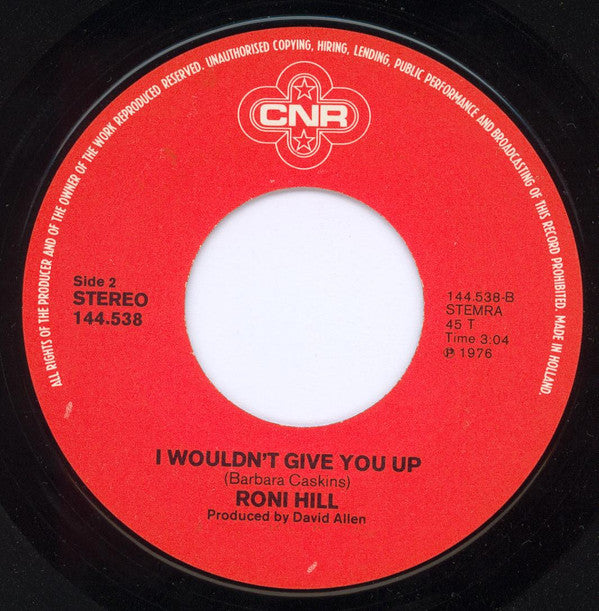 ALL RIGHTS OF THE PRODUCER AND OF THE OWNER OF THE WORK REPRODUCED RESERVED. UNAUTHORISED COPYING, HIRING, LENDING, PUBLIC PERFORMANCE AND BROADCASTING OF THIS RECORD PROHIBITED. MADE IN HOLLAND.
CNR
Side 2
STEREO
144.538
144.538-B
STEMRA
45 T
Time 3:04
℗ 1976
I WOULDN'T GIVE YOU UP
(Barbara Caskins)
RONI HILL
Produced by David Allen